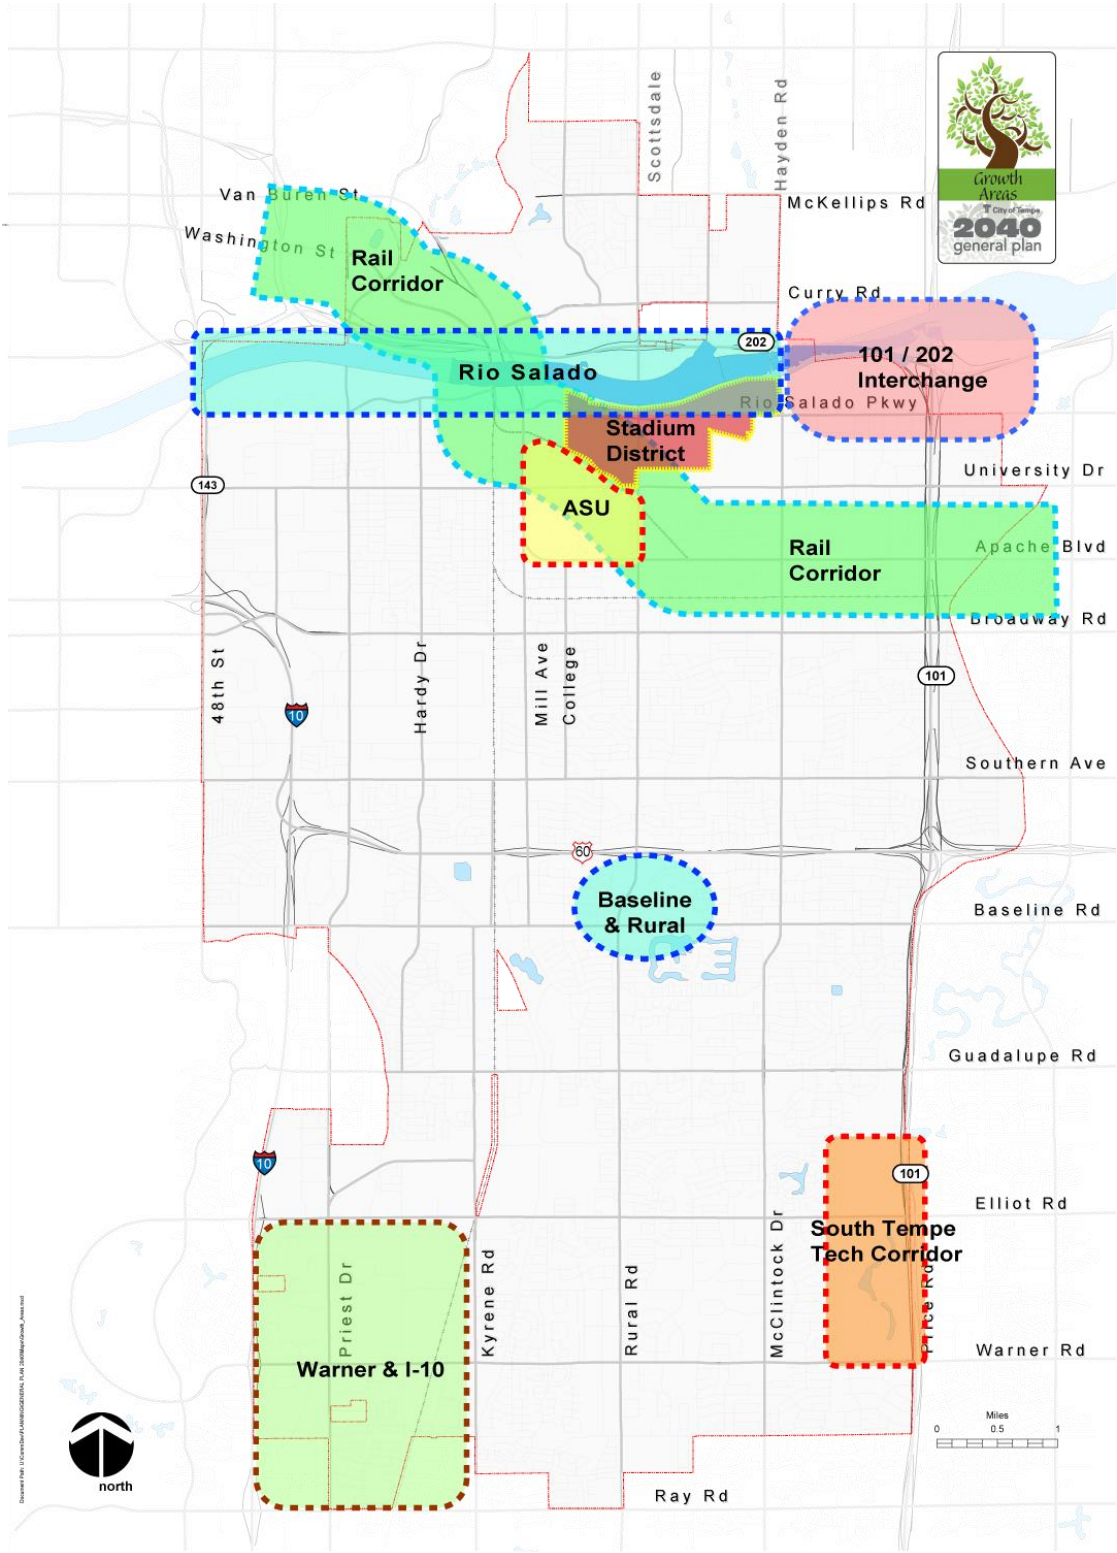 Scottsdale
Hayden Rd
Growth
Areas
City of Tempe
2040
general plan
Van Buren St
McKellips Rd
Washington St
Rail
Corridor
Curry Rd
202
101 / 202
Interchange
Rio Salado
Rio Salado Pkwy
Stadium
District
University Dr
143
ASU
Rail
Corridor
Apache Blvd
Broadway Rd
48th St
10
Hardy Dr
Mill Ave
College
101
Southern Ave
60
Baseline
& Rural
Baseline Rd
Guadalupe Rd
10
101
Elliot Rd
South Tempe
Tech Corridor
Priest Dr
Kyrene Rd
Rural Rd
McClintock Dr
Price Rd
Warner Rd
Warner & I-10
Miles
0 0.5 1
north
Ray Rd